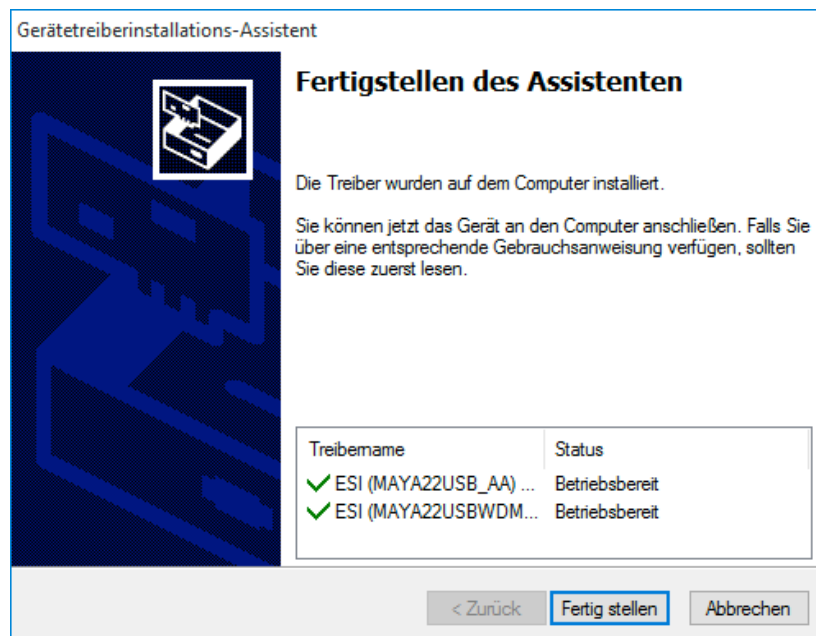 Gerätetreiberinstallations-Assistent
Fertigstellen des Assistenten
Die Treiber wurden auf dem Computer installiert.
Sie können jetzt das Gerät an den Computer anschließen. Falls Sie
über eine entsprechende Gebrauchsanweisung verfügen, sollten
Sie diese zuerst lesen.
Treibername Status
ESI (MAYA22USB_AA) ... Betriebsbereit
ESI (MAYA22USBWDM... Betriebsbereit
< Zurück Fertig stellen Abbrechen